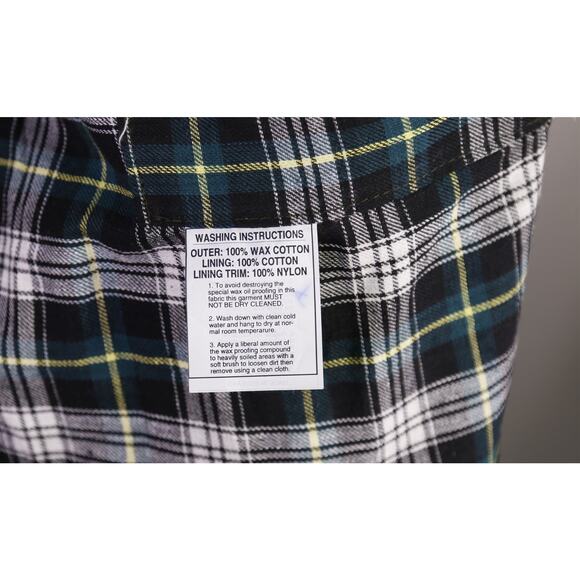 WASHING INSTRUCTIONS
OUTER: 100% WAX COTTON
LINING: 100% COTTON
LINING TRIM: 100% NYLON
1. To avoid destroying the
special wax oil proofing in this
fabric this garment MUST
NOT BE DRY CLEANED.
2. Wash down with clean cold
water and hang to dry at nor-
mal room temperarure.
3. Apply a liberal amount of
the wax proofing compound
to heavily soiled areas with a
soft brush to loosen dirt then
remove using a clean cloth.